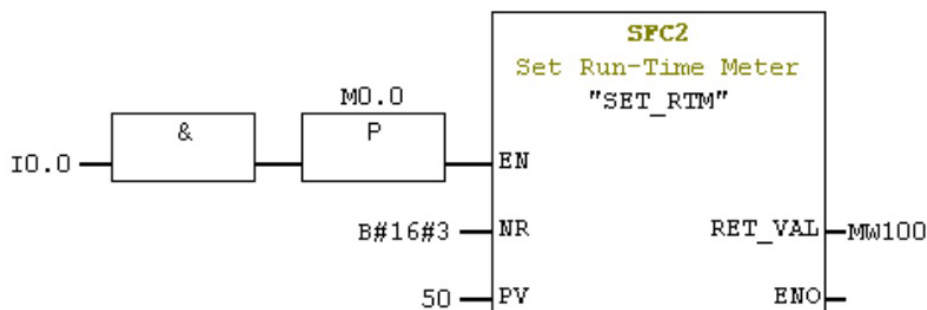 SFC2
Set Run-Time Meter
"SET_RTM"
M0.0
& P
I0.0 EN
B#16#3 NR RET_VAL MW100
50 PV ENO